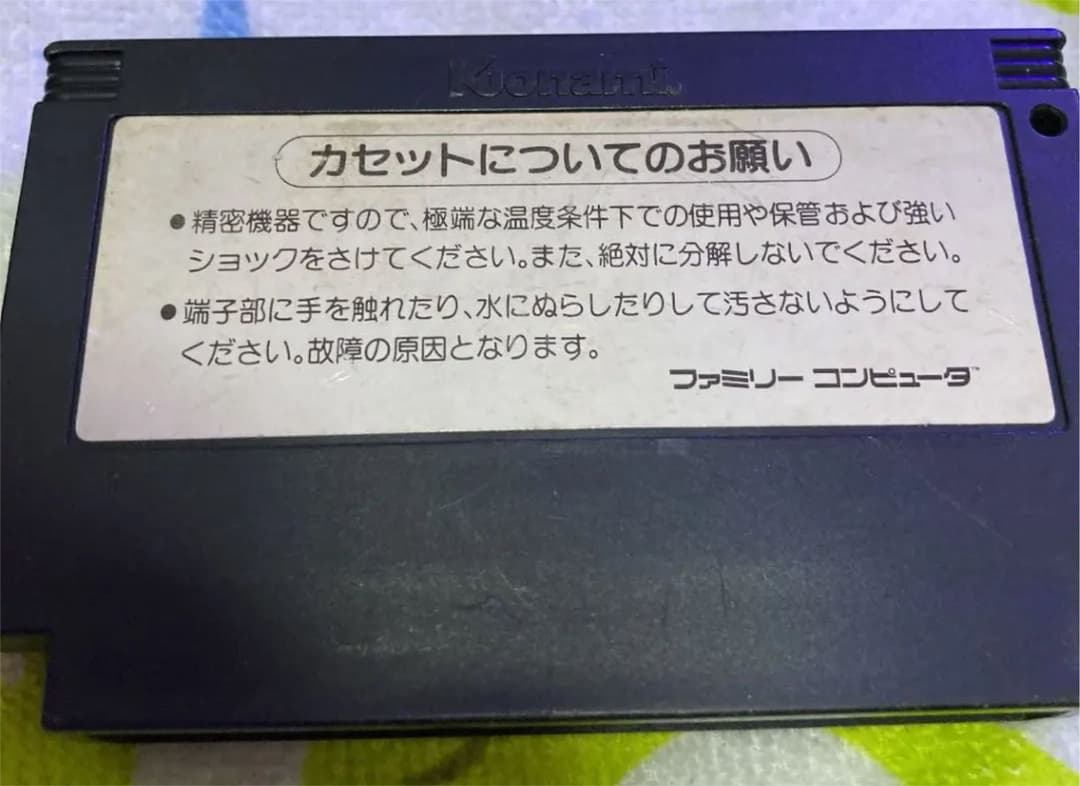 Konami.
カセットについてのお願い
●精密機器ですので、極端な温度条件下での使用や保管および強い
ショックをさけてください。また、絶対に分解しないでください。
●端子部に手を触れたり、水にぬらしたりして汚さないようにして
ください。故障の原因となります。
ファミリー コンピュータ™